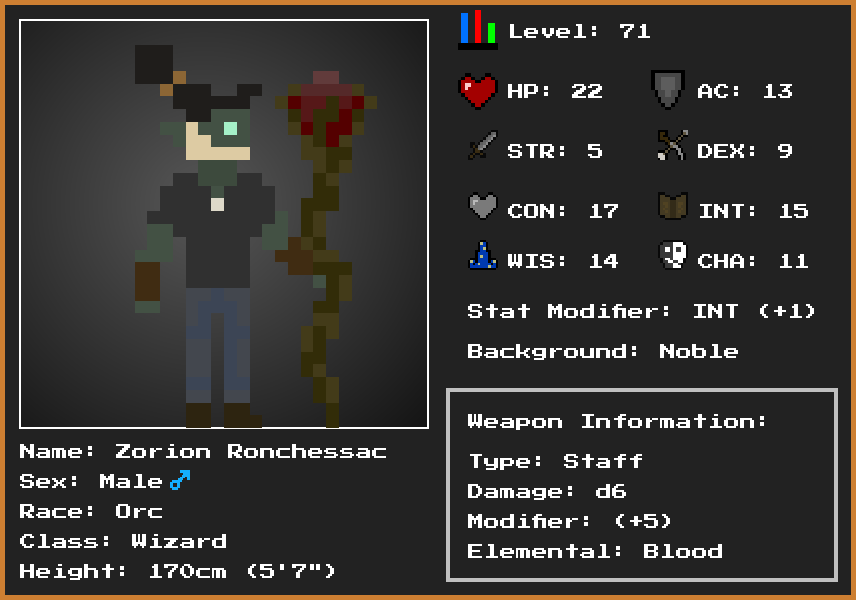 Level: 71
HP: 22
AC: 13
STR: 5
DEX: 9
CON: 17
INT: 15
WIS: 14
CHA: 11
Stat Modifier: INT (+1)
Background: Noble
Weapon Information:
Type: Staff
Damage: d6
Modifier: (+5)
Elemental: Blood
Name: Zorion Ronchessac
Sex: Male ♂
Race: Orc
Class: Wizard
Height: 170cm (5'7")